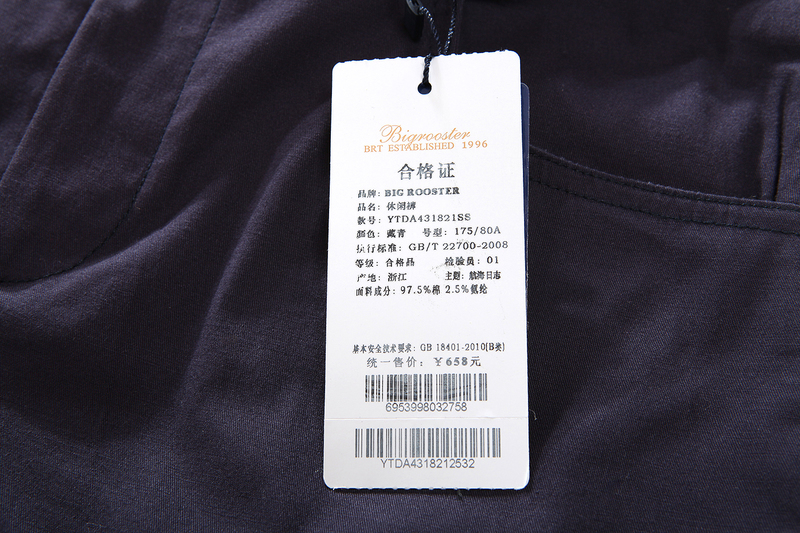 Bigrooster
BRT ESTABLISHED 1996
合格证
品牌: BIG ROOSTER
品名: 休闲裤
款号: YTDA431821SS
颜色: 藏青 号型: 175/80A
执行标准: GB/T 22700-2008
等级: 合格品 检验员: 01
产地: 浙江 主题: 航海日志
面料成分: 97.5%棉 2.5%氨纶
基本安全技术要求: GB 18401-2010(B类)
统一售价: ¥658元
6953998032758
YTDA4318212532